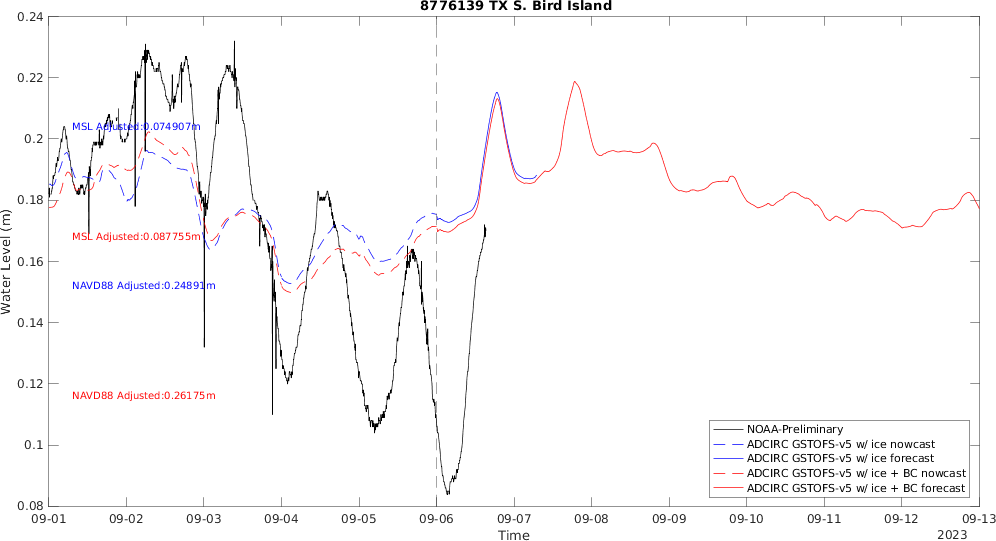 8776139 TX S. Bird Island
0.24
0.22
0.2
0.18
0.16
0.14
0.12
0.1
0.08
Water Level (m)
MSL Adjusted:0.074907m
MSL Adjusted:0.087755m
NAVD88 Adjusted:0.24891m
NAVD88 Adjusted:0.26175m
NOAA-Preliminary
ADCIRC GSTOFS-v5 w/ ice nowcast
ADCIRC GSTOFS-v5 w/ ice forecast
ADCIRC GSTOFS-v5 w/ ice + BC nowcast
ADCIRC GSTOFS-v5 w/ ice + BC forecast
09-01 09-02 09-03 09-04 09-05 09-06 09-07 09-08 09-09 09-10 09-11 09-12 09-13
Time
2023